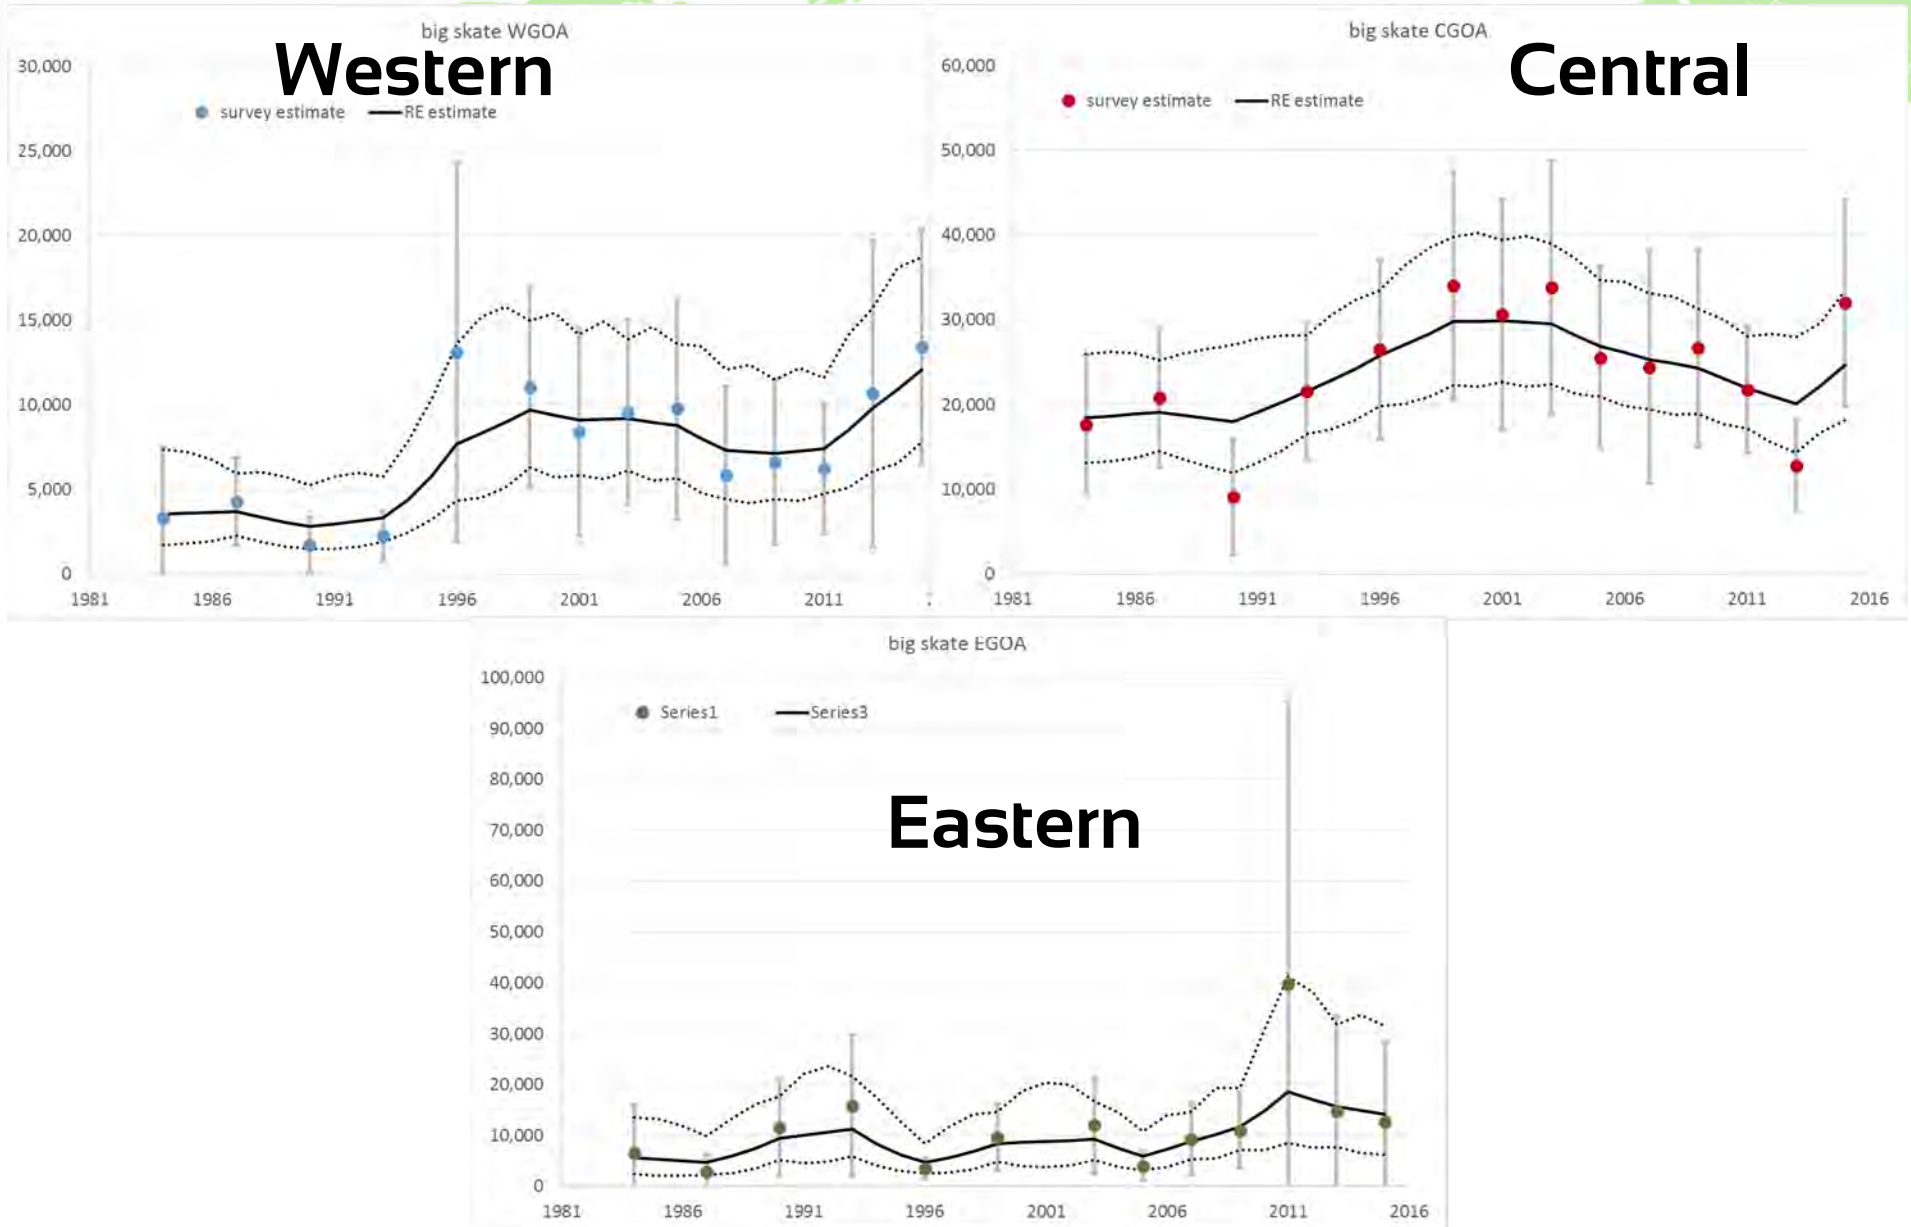 big skate WGOA
Western
30,000
survey estimate RE estimate
25,000
20,000
15,000
10,000
5,000
0
1981 1986 1991 1996 2001 2006 2011
big skate CGOA
Central
60,000
survey estimate RE estimate
50,000
40,000
30,000
20,000
10,000
0
1981 1986 1991 1996 2001 2006 2011 2016
big skate EGOA
100,000
Series1 Series3
90,000
80,000
Eastern
70,000
60,000
50,000
40,000
30,000
20,000
10,000
0
1981 1986 1991 1996 2001 2006 2011 2016